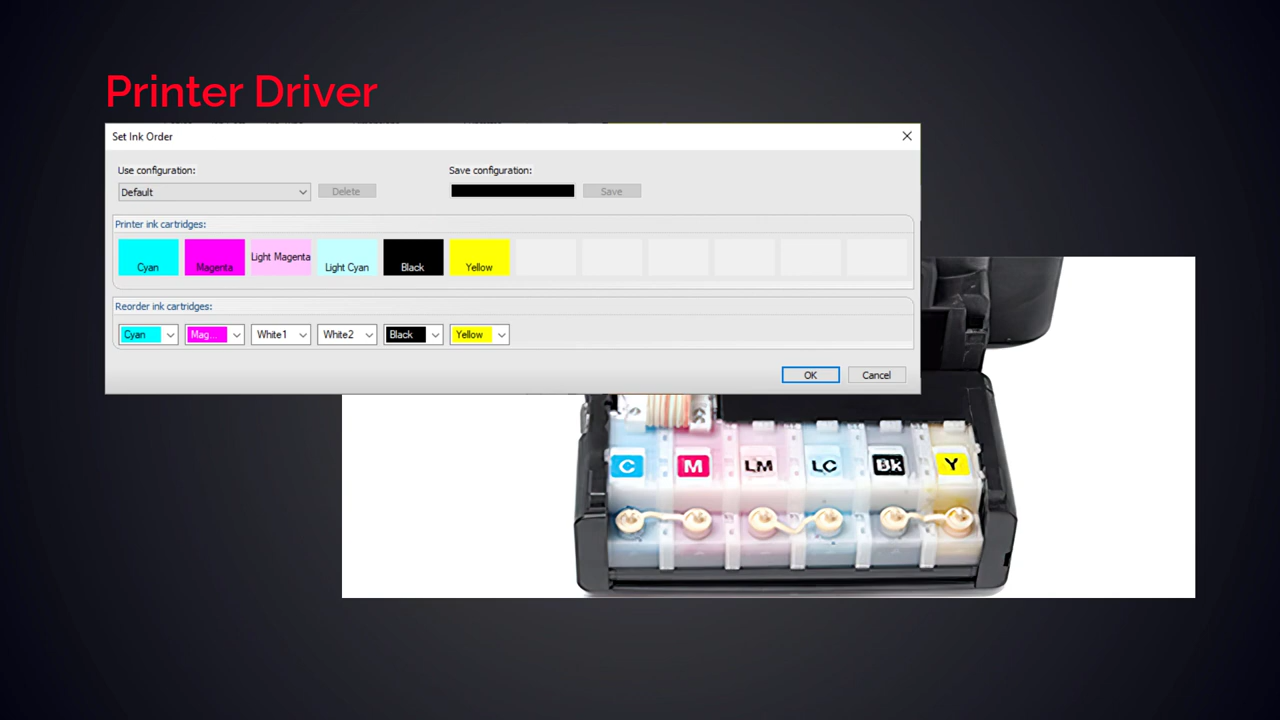 Printer Driver
Set Ink Order
Use configuration:
Save configuration:
Default
Delete
Save
Printer ink cartridges:
Cyan
Magenta
Light Magenta
Light Cyan
Black
Yellow
Reorder ink cartridges:
Cyan
Mag...
White1
White2
Black
Yellow
OK
Cancel
C
M
LM
LC
Bk
Y